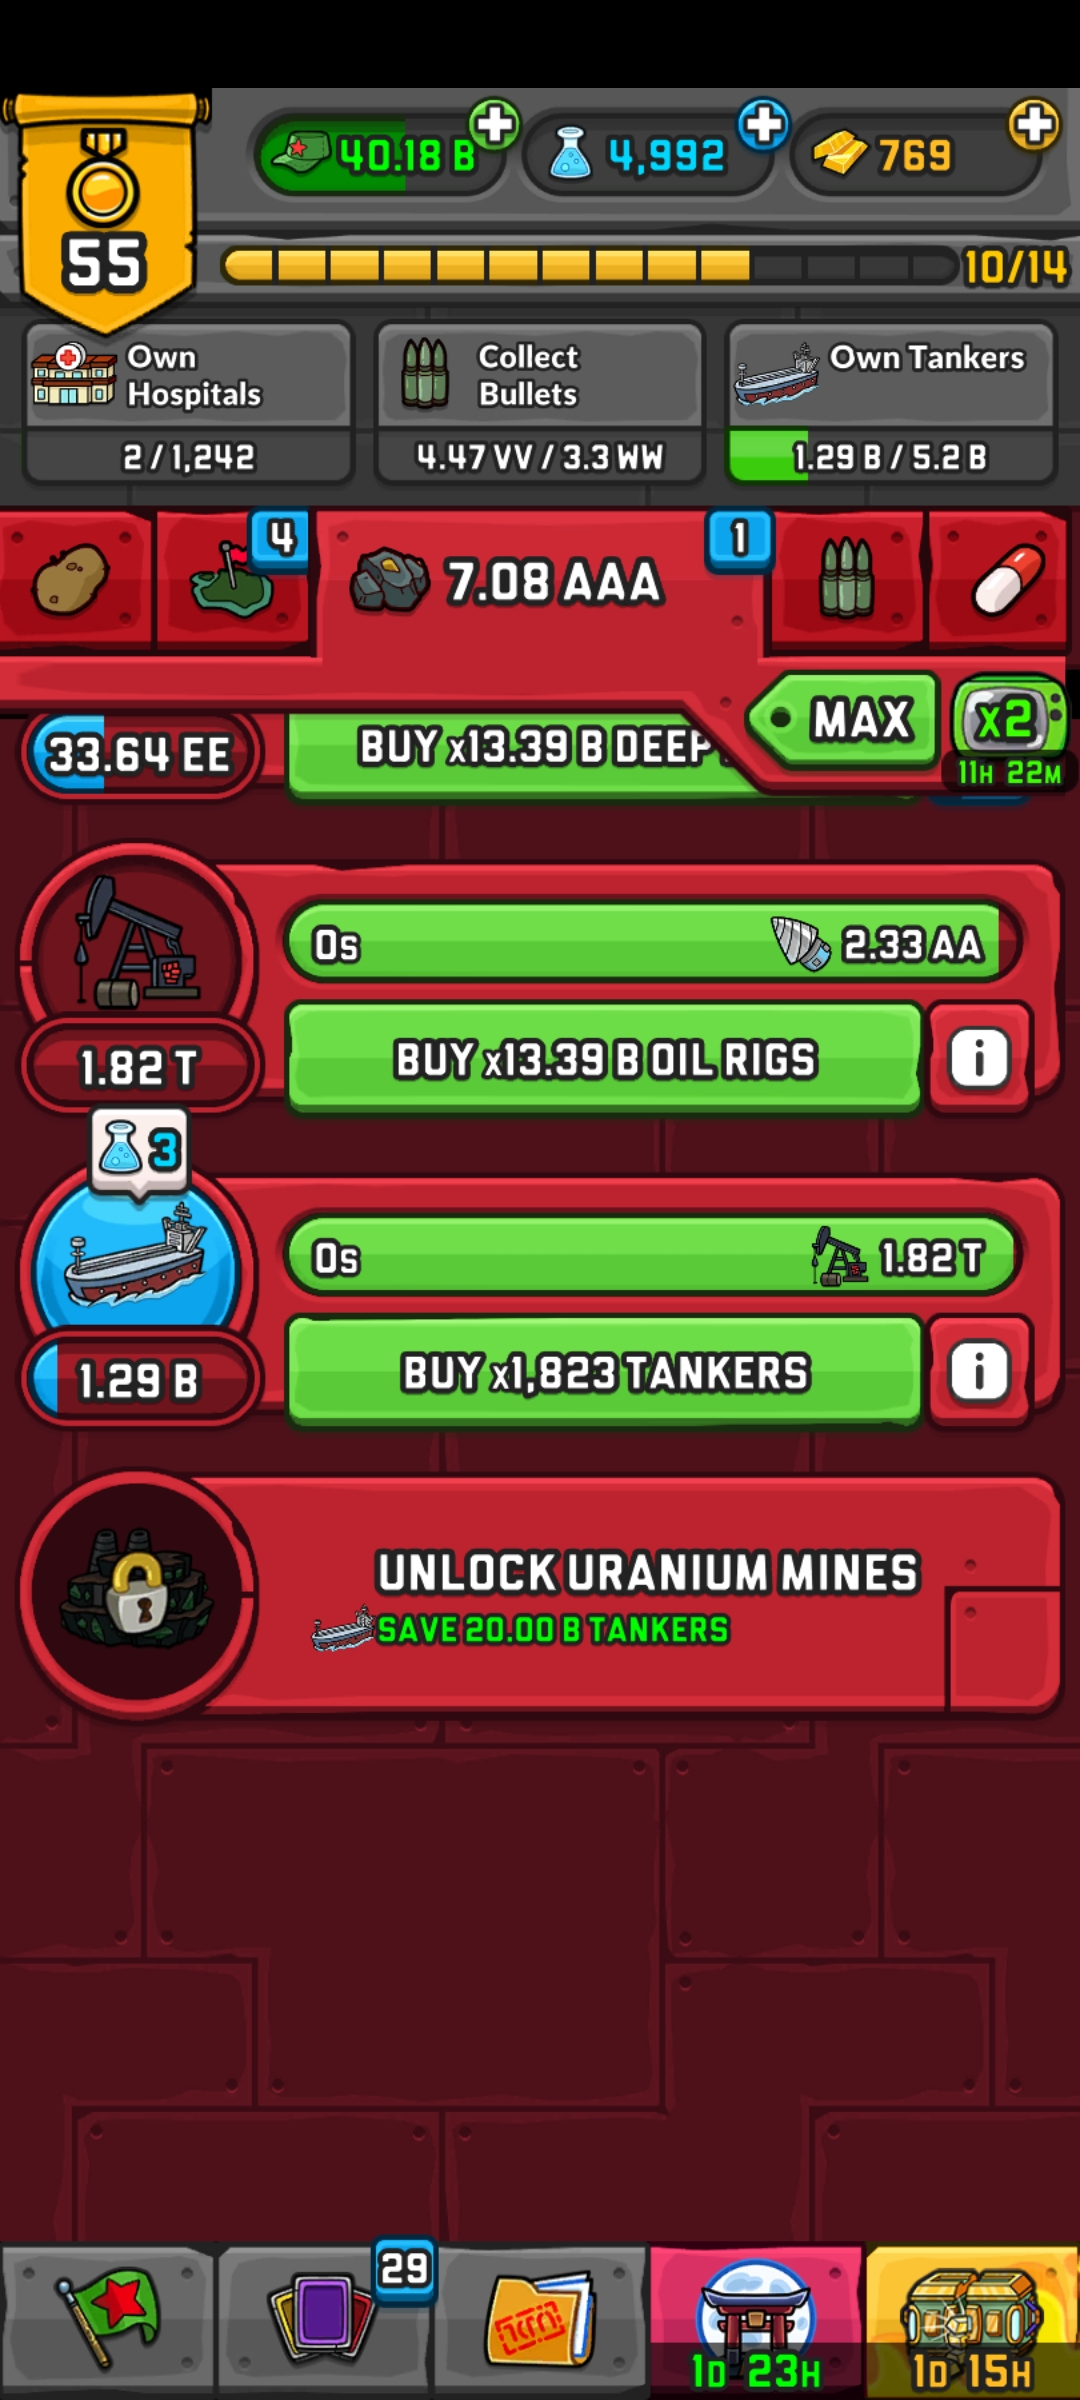 40.18 B
4,992
769
55
10/14
Own
Hospitals
2 / 1,242
Collect
Bullets
4.47 VV / 3.3 WW
Own Tankers
1.29 B / 5.2 B
4
7.08 AAA
1
MAX
x2
11H 22M
33.64 EE
BUY x13.39 B DEEP
0s
2.33 AA
1.82 T
BUY x13.39 B OIL RIGS
i
3
0s
1.82 T
1.29 B
BUY x1,823 TANKERS
i
UNLOCK URANIUM MINES
SAVE 20.00 B TANKERS
29
1D 23H
1D 15H